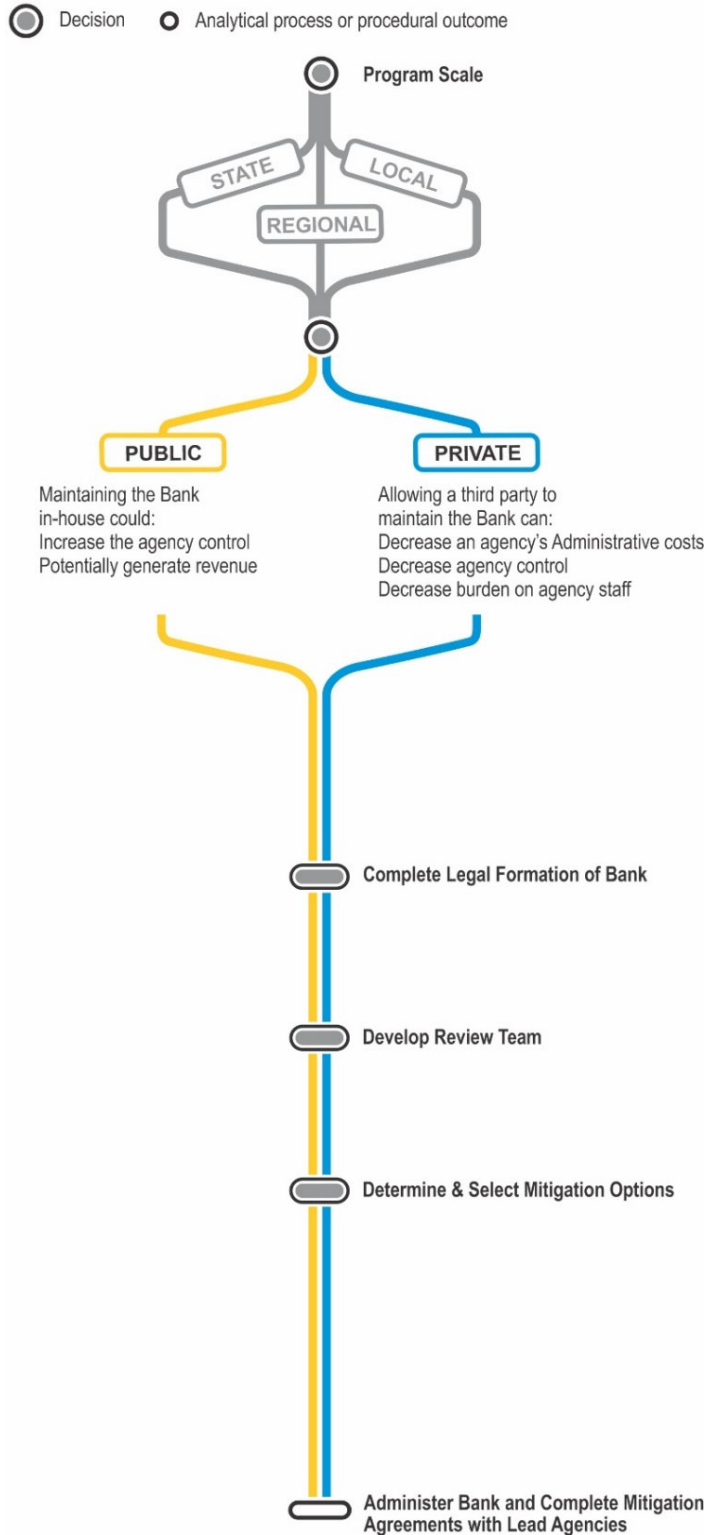 Decision
Analytical process or procedural outcome
Program Scale
STATE
LOCAL
REGIONAL
PUBLIC
Maintaining the Bank
in-house could:
Increase the agency control
Potentially generate revenue
PRIVATE
Allowing a third party to
maintain the Bank can:
Decrease an agency's Administrative costs
Decrease agency control
Decrease burden on agency staff
Complete Legal Formation of Bank
Develop Review Team
Determine & Select Mitigation Options
Administer Bank and Complete Mitigation
Agreements with Lead Agencies